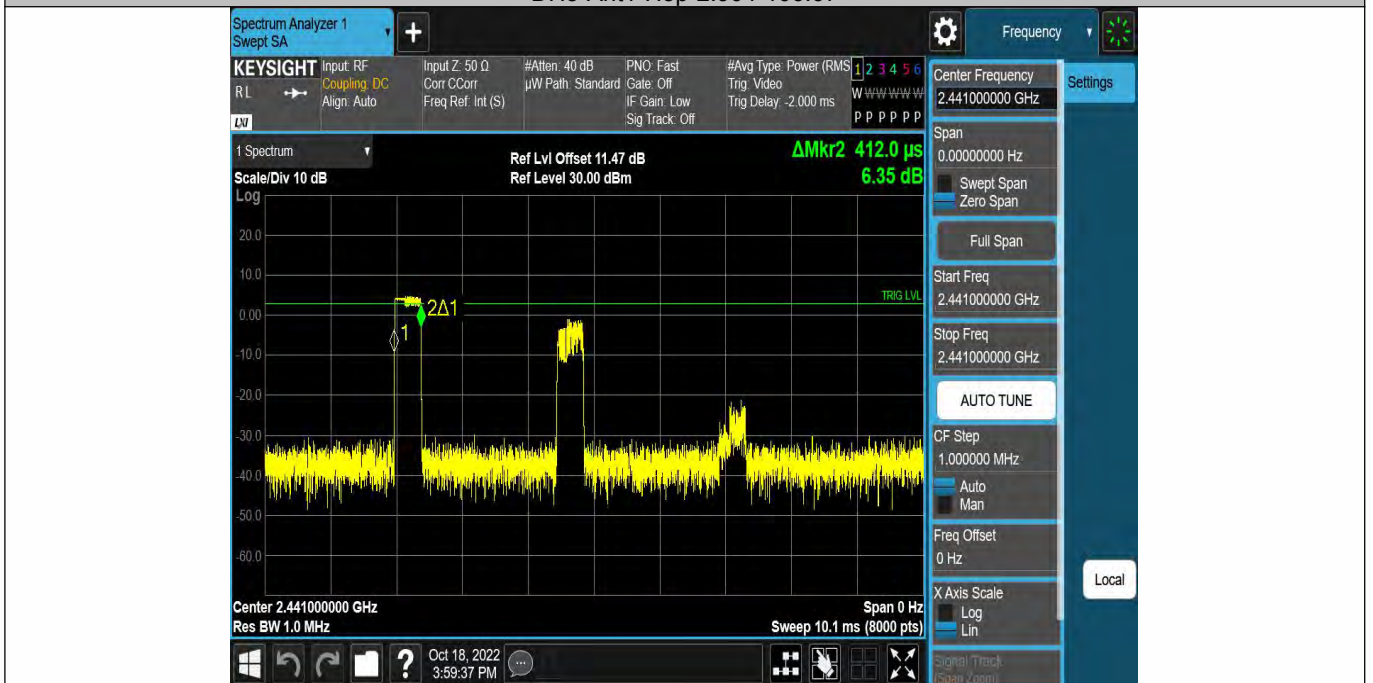 Spectrum Analyzer 1
Swept SA
+
Frequency
KEYSIGHT
RL
LXI
Input: RF
Coupling: DC
Align: Auto
Input Z: 50 Ω
Corr CCorr
Freq Ref: Int (S)
#Atten: 40 dB
µW Path: Standard
PNO: Fast
Gate: Off
IF Gain: Low
Sig Track: Off
#Avg Type: Power (RMS
Trig: Video
Trig Delay: -2.000 ms
1 2 3 4 5 6
W W W W W W
P P P P P P
Center Frequency
2.441000000 GHz
Settings
1 Spectrum
Scale/Div 10 dB
Log
Ref Lvl Offset 11.47 dB
Ref Level 30.00 dBm
ΔMkr2 412.0 µs
6.35 dB
Span
0.00000000 Hz
Swept Span
Zero Span
Full Span
20.0
10.0
0.00
-10.0
-20.0
-30.0
-40.0
-50.0
-60.0
TRIG LVL
2Δ1
1
Start Freq
2.441000000 GHz
Stop Freq
2.441000000 GHz
AUTO TUNE
CF Step
1.000000 MHz
Auto
Man
Freq Offset
0 Hz
Local
X Axis Scale
Log
Lin
Signal Track
(Span Zoom)
Center 2.441000000 GHz
Res BW 1.0 MHz
Span 0 Hz
Sweep 10.1 ms (8000 pts)
?
Oct 18, 2022
3:59:37 PM